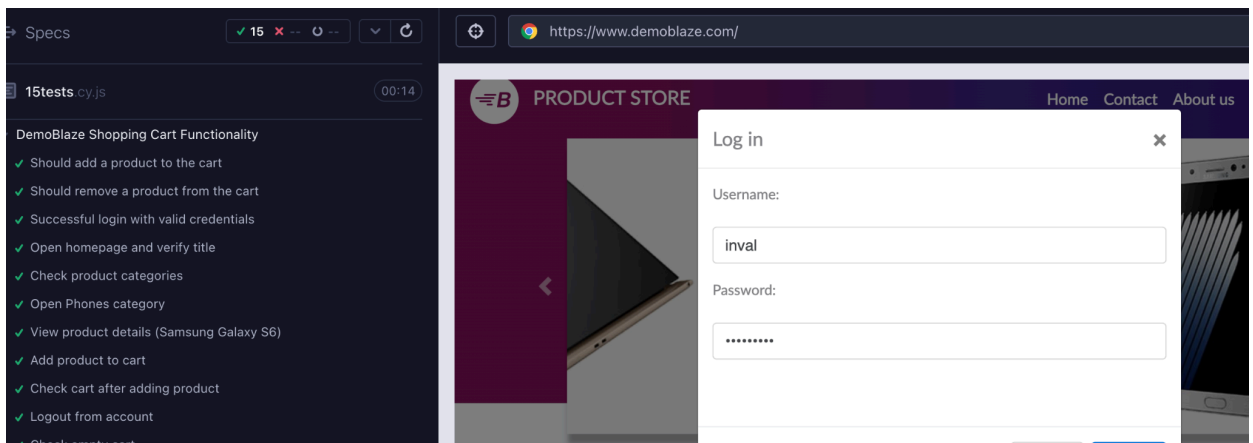 Specs
15 -- --
15tests.cy.js
00:14
DemoBlaze Shopping Cart Functionality
Should add a product to the cart
Should remove a product from the cart
Successful login with valid credentials
Open homepage and verify title
Check product categories
Open Phones category
View product details (Samsung Galaxy S6)
Add product to cart
Check cart after adding product
Logout from account
Check empty cart
https://www.demoblaze.com/
B PRODUCT STORE
Home Contact About us
Log in
Username:
inval
Password: